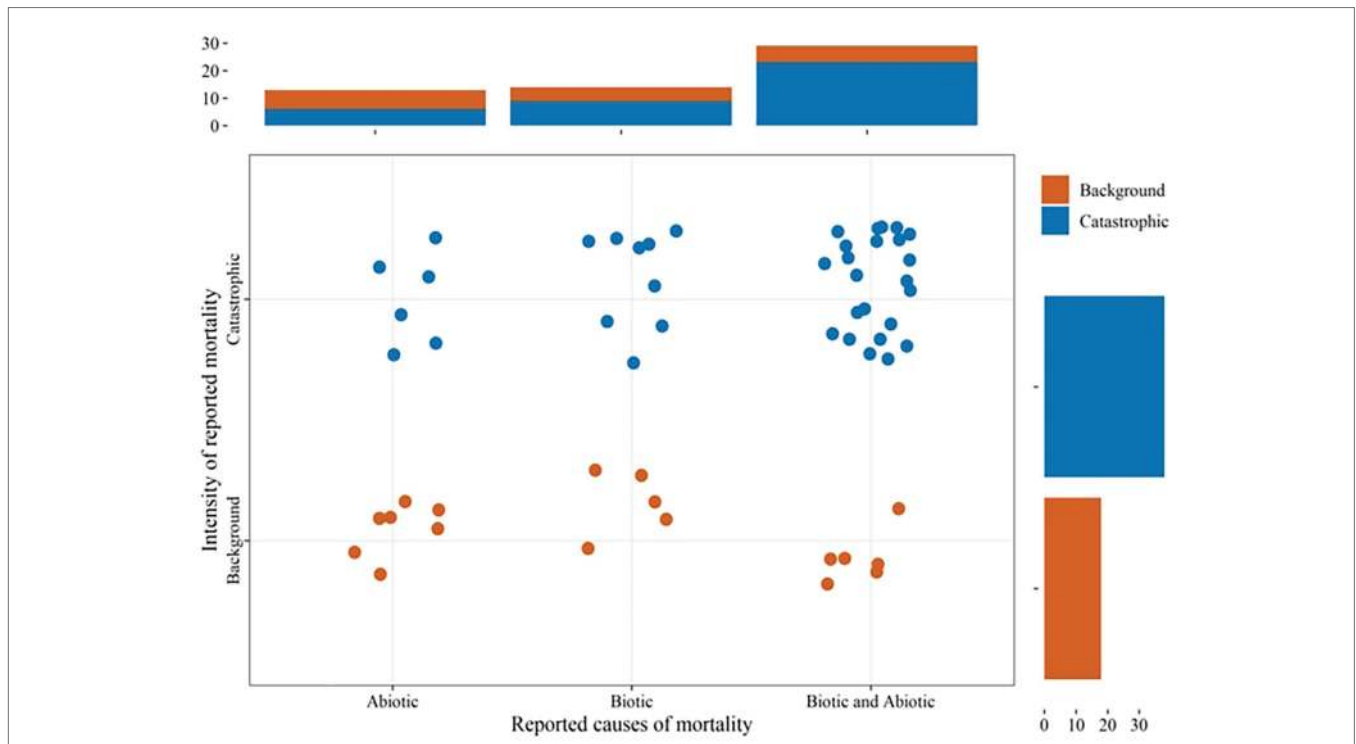 30
20
10
0
Background
Catastrophic
Intensity of reported mortality
Catastrophic
Background
Abiotic
Biotic
Biotic and Abiotic
Reported causes of mortality
0 10 20 30